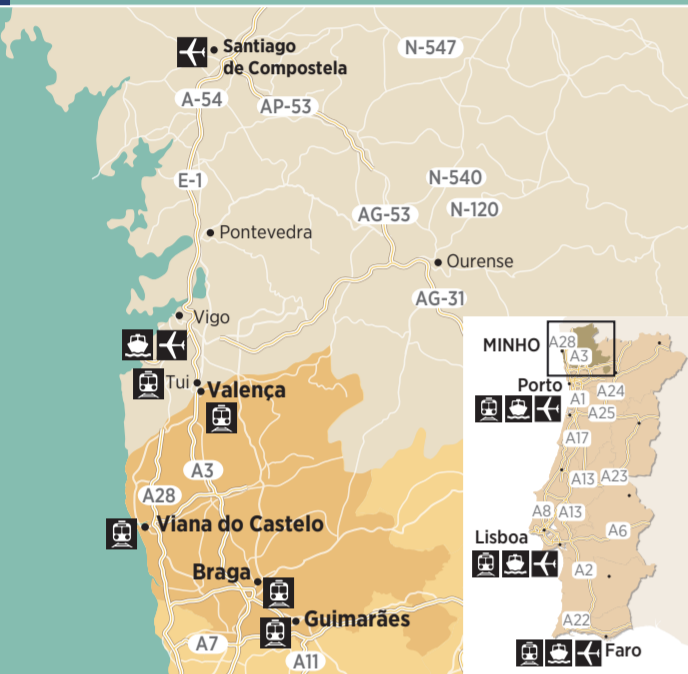 Santiago
de Compostela
N-547
A-54
AP-53
E-1
N-540
AG-53
N-120
Pontevedra
Ourense
AG-31
Vigo
Tui
Valença
A3
A28
Viana do Castelo
Braga
Guimarães
A7
A11
MINHO
A28
A3
Porto
A1
A24
A25
A17
A13
A23
A8
A13
A6
Lisboa
A2
A22
Faro